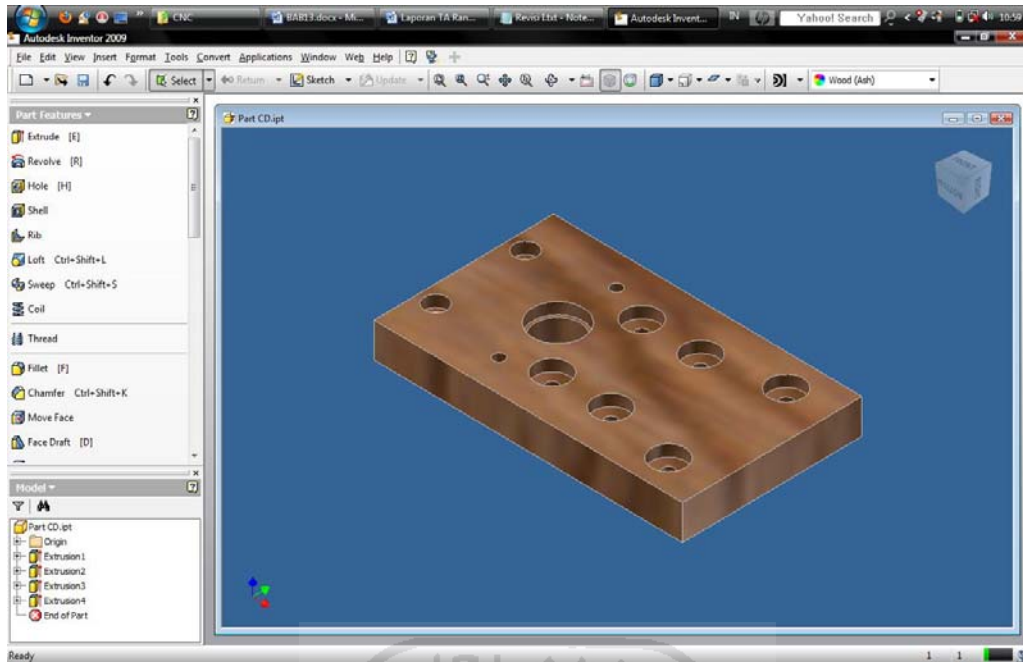 CNC BAB13.docx - Mi... Laporan TA Ran... Revisi I.txt - Note... Autodesk Invent... IN Yahoo! Search 10:59
Autodesk Inventor 2009
File Edit View Insert Format Tools Convert Applications Window Web Help
Select Return Sketch Update Wood (Ash)
Part Features
Extrude [E]
Revolve [R]
Hole [H]
Shell
Rib
Loft Ctrl+Shift+L
Sweep Ctrl+Shift+S
Coil
Thread
Fillet [F]
Chamfer Ctrl+Shift+K
Move Face
Face Draft [D]
Model
Part CD.ipt
Origin
Extrusion1
Extrusion2
Extrusion3
Extrusion4
End of Part
Part CD.ipt
FRONT
Ready 1 1